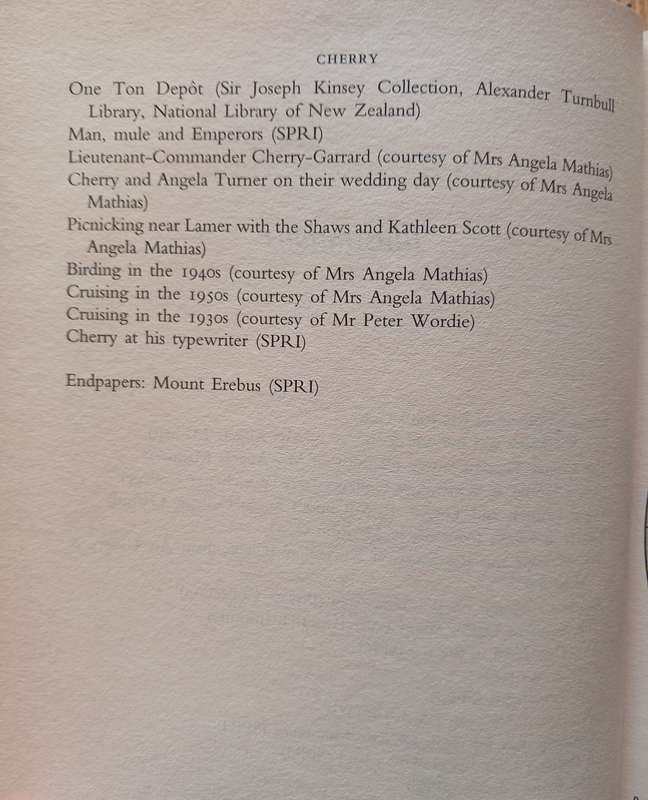 CHERRY
One Ton Depôt (Sir Joseph Kinsey Collection, Alexander Turnbull
Library, National Library of New Zealand)
Man, mule and Emperors (SPRI)
Lieutenant-Commander Cherry-Garrard (courtesy of Mrs Angela Mathias)
Cherry and Angela Turner on their wedding day (courtesy of Mrs Angela
Mathias)
Picnicking near Lamer with the Shaws and Kathleen Scott (courtesy of Mrs
Angela Mathias)
Birding in the 1940s (courtesy of Mrs Angela Mathias)
Cruising in the 1950s (courtesy of Mrs Angela Mathias)
Cruising in the 1930s (courtesy of Mr Peter Wordie)
Cherry at his typewriter (SPRI)
Endpapers: Mount Erebus (SPRI)